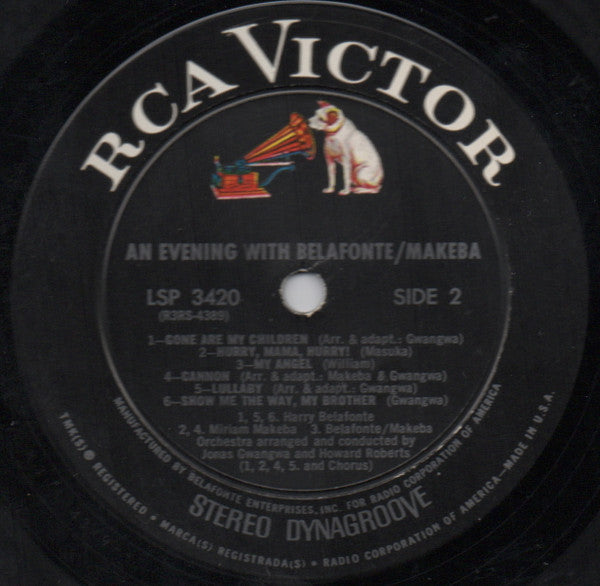 RCA VICTOR
AN EVENING WITH BELAFONTE/MAKEBA
LSP 3420
SIDE 2
(R3RS-4389)
1—GONE ARE MY CHILDREN (Arr. & adapt.: Gwangwa)
2—HURRY, MAMA, HURRY! (Masuka)
3—MY ANGEL (William)
4—CANNON (Arr. & adapt.: Makeba & Gwangwa)
5—LULLABY (Arr. & adapt.: Gwangwa)
6—SHOW ME THE WAY, MY BROTHER (Gwangwa)
1, 5, 6. Harry Belafonte
2, 4. Miriam Makeba 3. Belafonte/Makeba
Orchestra arranged and conducted by
Jonas Gwangwa and Howard Roberts
(1, 2, 4, 5. and Chorus)
MANUFACTURED BY BELAFONTE ENTERPRISES, INC. FOR RADIO CORPORATION OF AMERICA
STEREO DYNAGROOVE
TMK(S) ® REGISTERED • MARCA(S) REGISTRADA(S) • RADIO CORPORATION OF AMERICA—MADE IN U.S.A.